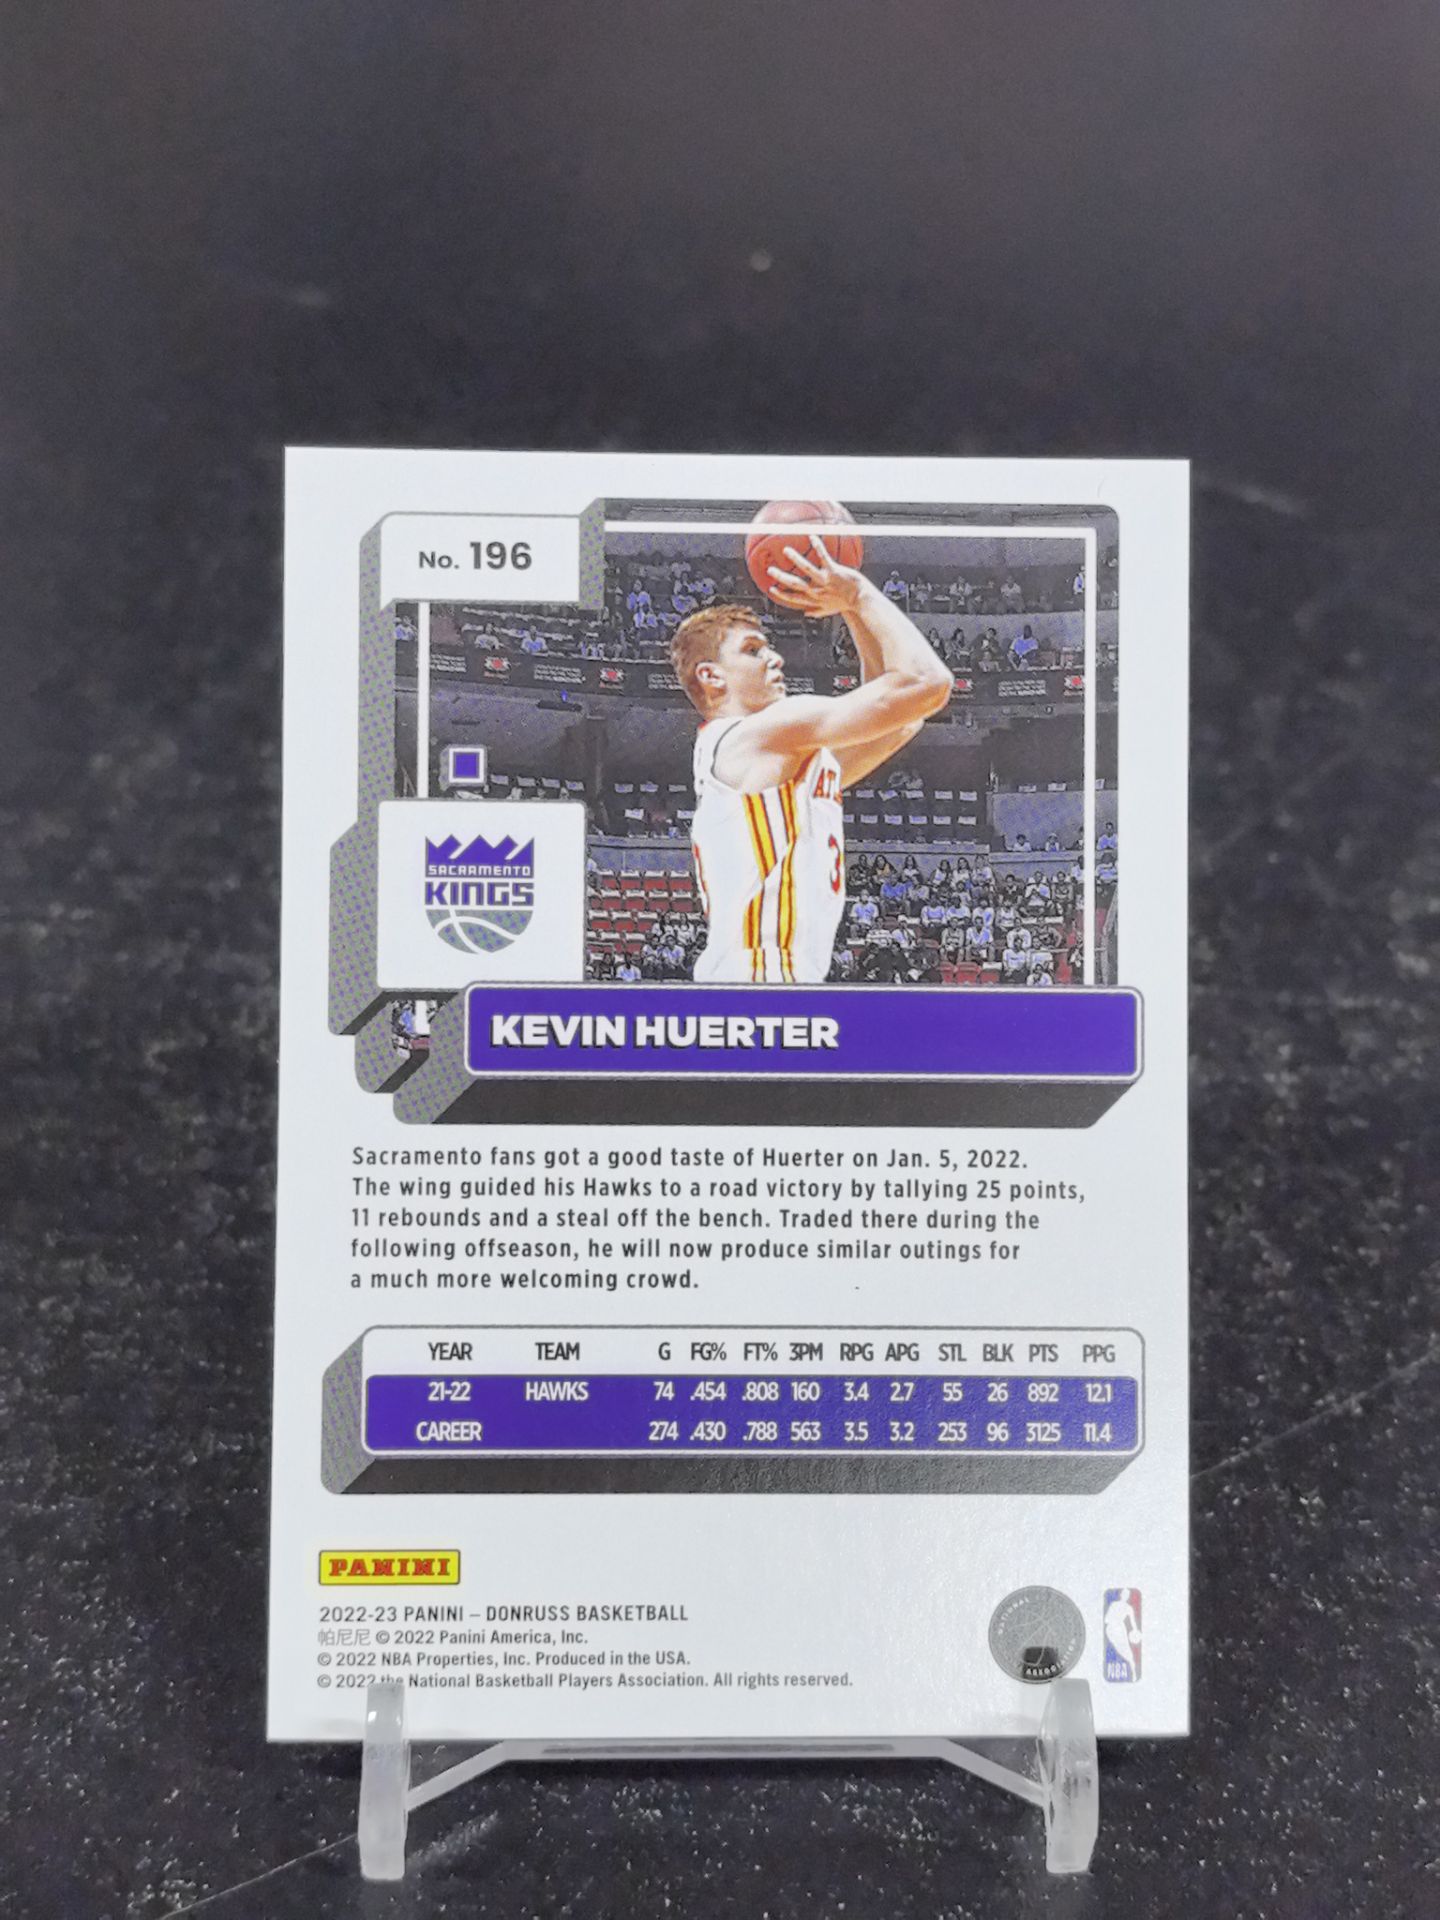 No. 196
SACRAMENTO
KINGS
KEVIN HUERTER
Sacramento fans got a good taste of Huerter on Jan. 5, 2022.
The wing guided his Hawks to a road victory by tallying 25 points,
11 rebounds and a steal off the bench. Traded there during the
following offseason, he will now produce similar outings for
a much more welcoming crowd.
YEAR TEAM G FG% FT% 3PM RPG APG STL BLK PTS PPG
21-22 HAWKS 74 .454 .808 160 3.4 2.7 55 26 892 12.1
CAREER 274 .430 .788 563 3.5 3.2 253 96 3125 11.4
PANINI
2022-23 PANINI – DONRUSS BASKETBALL
帕尼尼 © 2022 Panini America, Inc.
© 2022 NBA Properties, Inc. Produced in the USA.
© 2022 the National Basketball Players Association. All rights reserved.
NATIONAL
ASSOCIATION
NBA